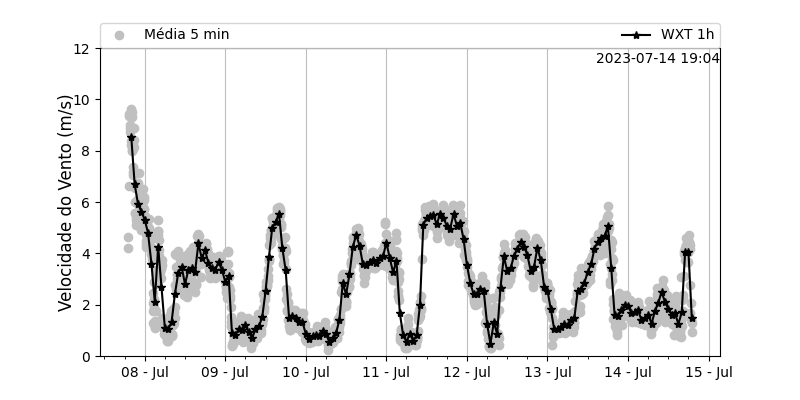 Média 5 min
WXT 1h
2023-07-14 19:04
Velocidade do Vento (m/s)
12
10
8
6
4
2
0
08 - Jul
09 - Jul
10 - Jul
11 - Jul
12 - Jul
13 - Jul
14 - Jul
15 - Jul